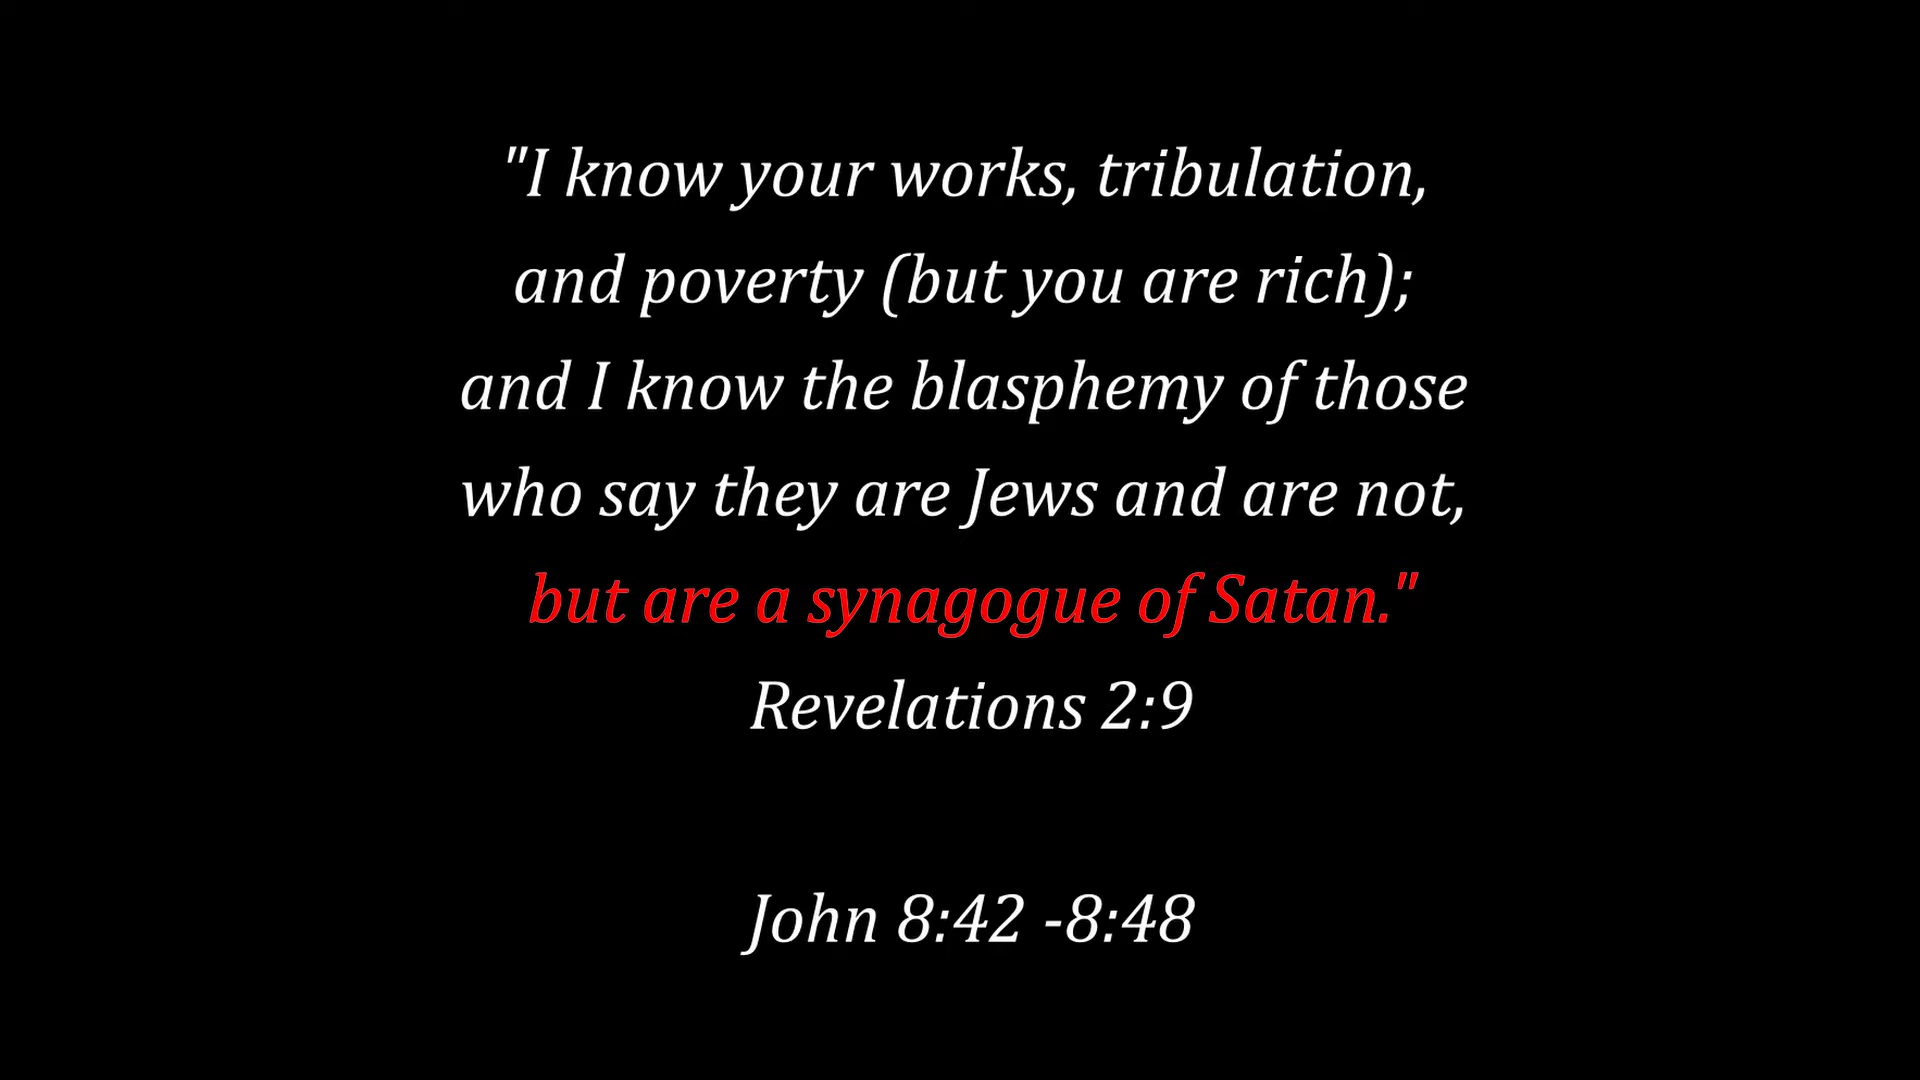 "I know your works, tribulation,
and poverty (but you are rich);
and I know the blasphemy of those
who say they are Jews and are not,
but are a synagogue of Satan."
Revelations 2:9
John 8:42 -8:48